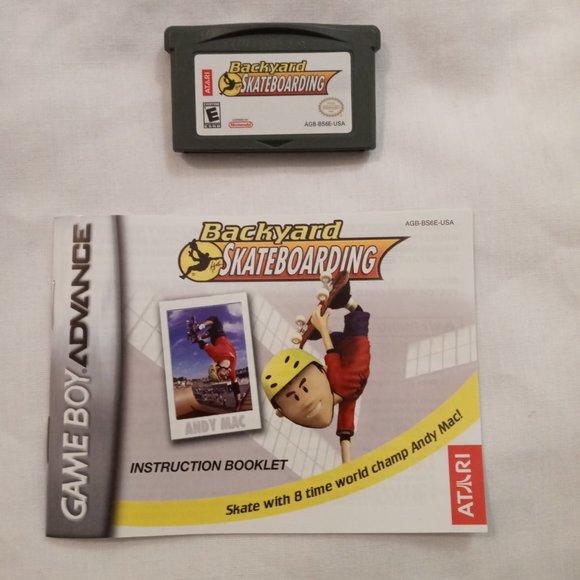 Backyard
SKATEBOARDING
ATARI
EVERYONE
E
Nintendo
AGB-BS6E-USA
AGB-BS6E-USA
Backyard
SKATEBOARDING
GAME BOY ADVANCE
ANDY MAC
INSTRUCTION BOOKLET
Skate with 8 time world champ Andy Mac!
ATARI